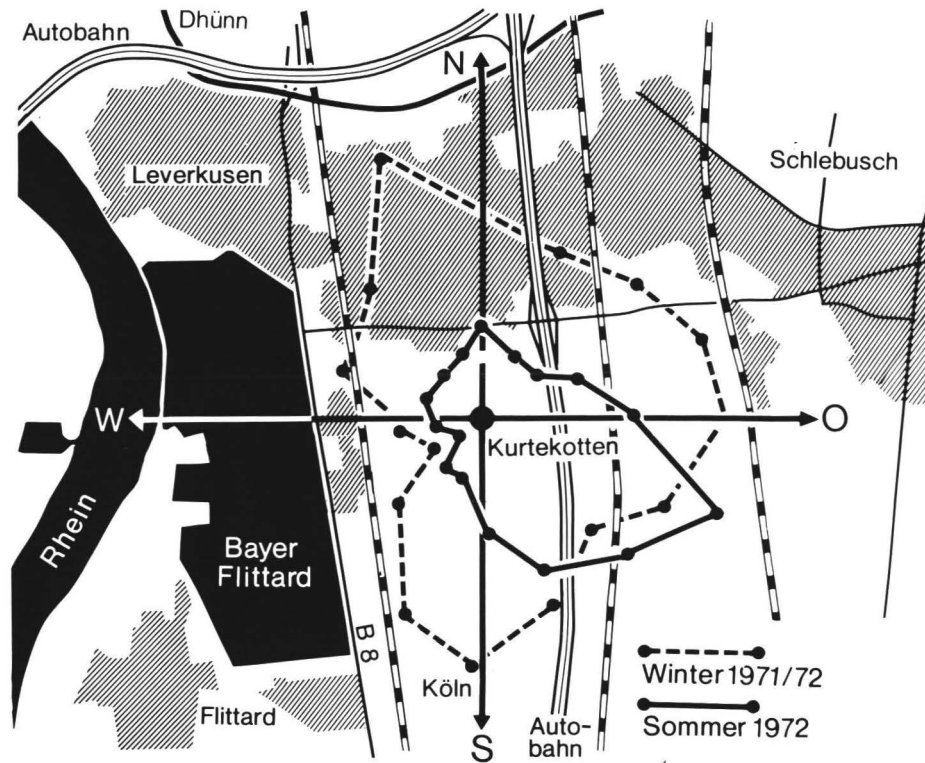 Dhünn
Autobahn
N
Schlebusch
Leverkusen
W
O
Kurtekotten
Rhein
Bayer
Flittard
B 8
Winter 1971/72
Köln
Flittard
Auto-
bahn
Sommer 1972
S